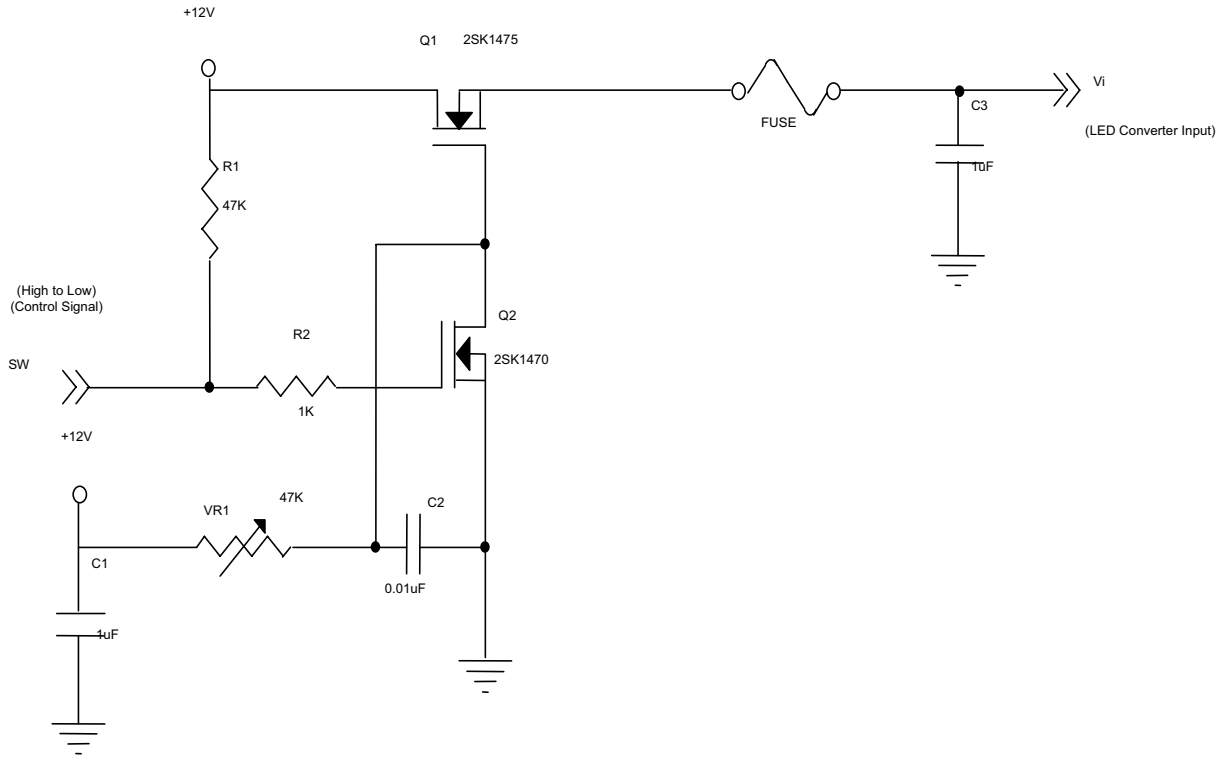 +12V
Q1
2SK1475
Vi
C3
FUSE
(LED Converter Input)
R1
1uF
47K
(High to Low)
(Control Signal)
Q2
R2
SW
2SK1470
1K
+12V
47K
C2
VR1
C1
0.01uF
1uF